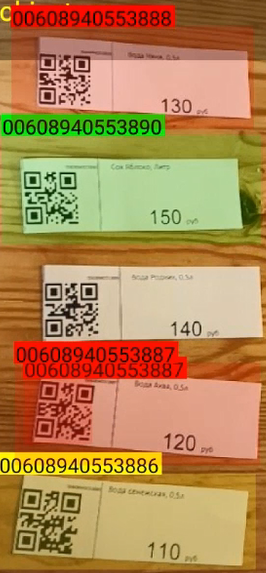 00608940553888
Вода Нина, 0,5л
130 руб
00608940553890
Сок Яблоко, Литр
150 руб
Вода Родник, 0,5л
140 руб
00608940553887
00608940553887
Вода Аква, 0,5л
120 руб
00608940553886
Вода сенежская, 0,5л
110 руб